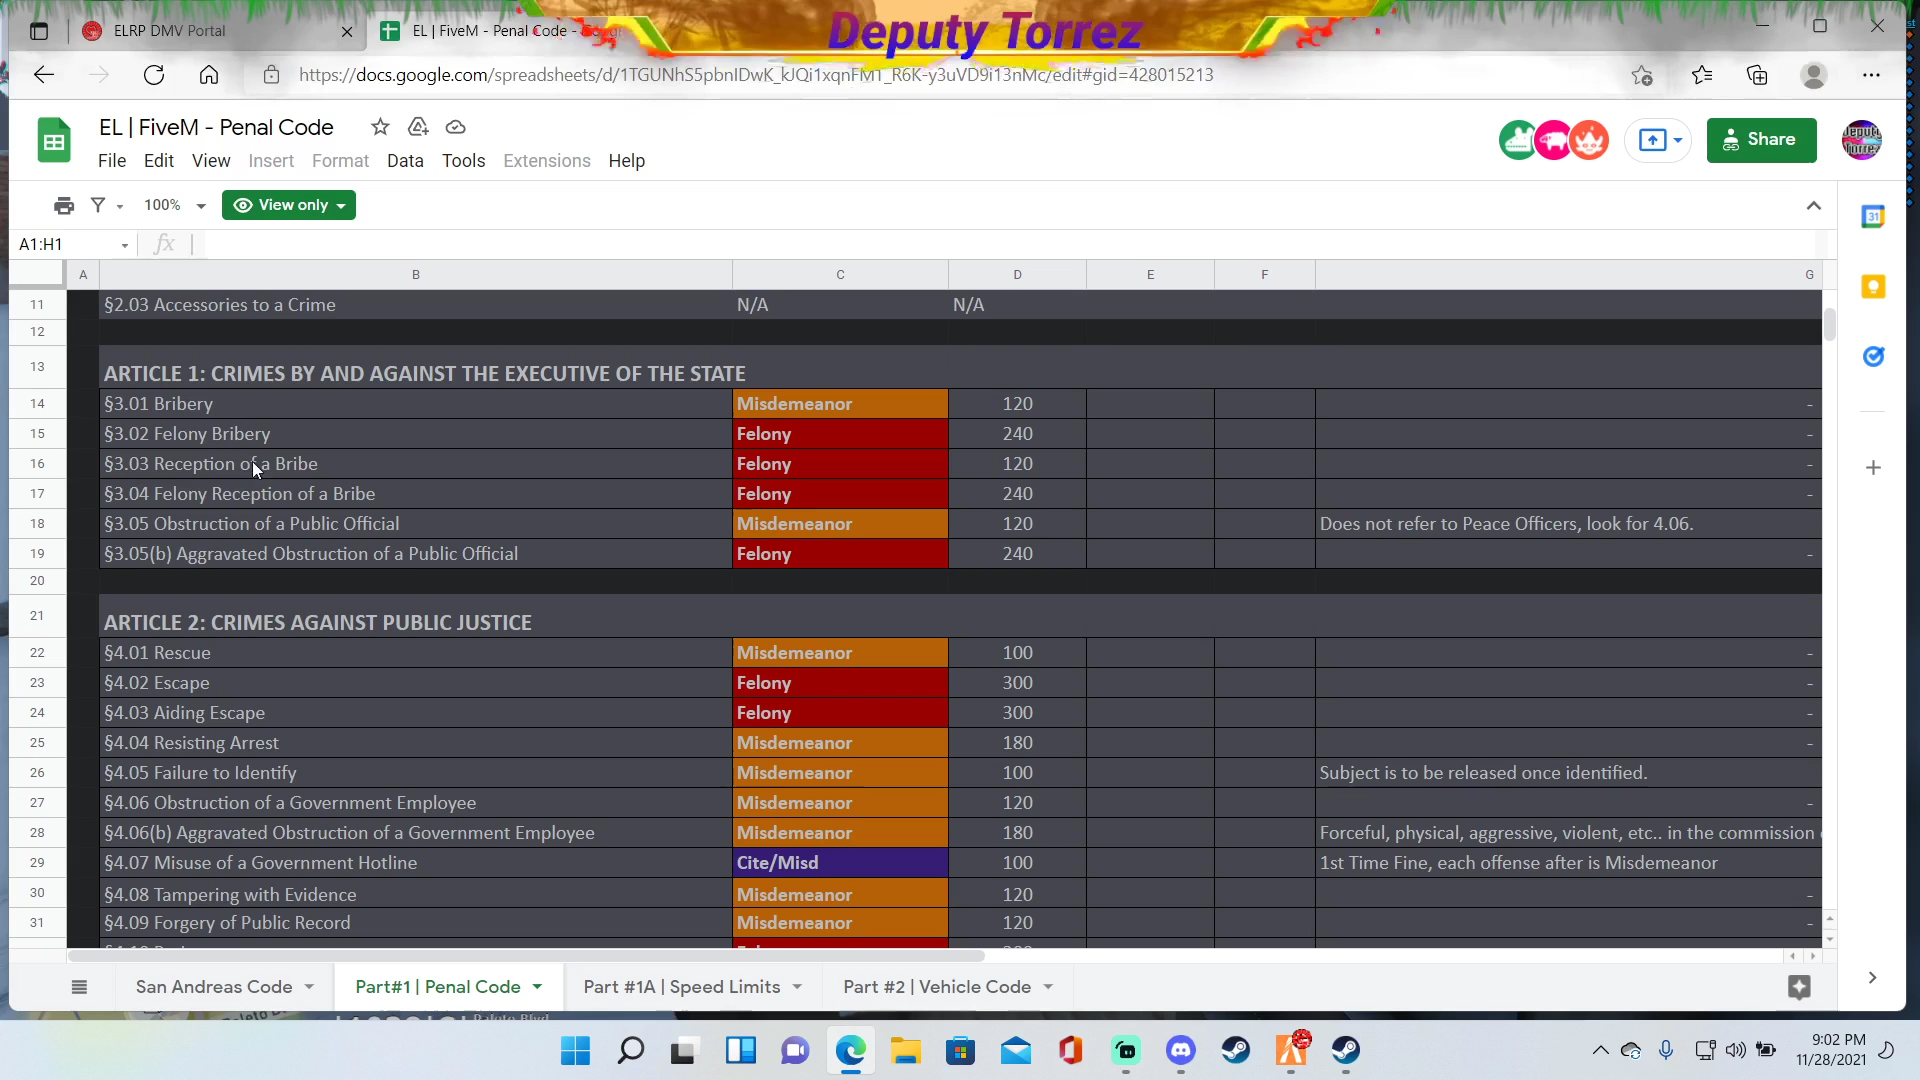 Deputy Torrez
ELRP DMV Portal
EL | FiveM - Penal Code -
https://docs.google.com/spreadsheets/d/1TGUNhS5pbnIDwK_kJQi1xqnFM1_R6K-y3uVD9i13nMc/edit#gid=428015213
EL | FiveM - Penal Code
File Edit View Insert Format Data Tools Extensions Help
Share
Deputy Torrez
100% View only
31
A1:H1 fx
A B C D E F G
11 §2.03 Accessories to a Crime N/A N/A
12
13 ARTICLE 1: CRIMES BY AND AGAINST THE EXECUTIVE OF THE STATE
14 §3.01 Bribery Misdemeanor 120 -
15 §3.02 Felony Bribery Felony 240 -
16 §3.03 Reception of a Bribe Felony 120 -
17 §3.04 Felony Reception of a Bribe Felony 240 -
18 §3.05 Obstruction of a Public Official Misdemeanor 120 Does not refer to Peace Officers, look for 4.06.
19 §3.05(b) Aggravated Obstruction of a Public Official Felony 240 -
20
21 ARTICLE 2: CRIMES AGAINST PUBLIC JUSTICE
22 §4.01 Rescue Misdemeanor 100 -
23 §4.02 Escape Felony 300 -
24 §4.03 Aiding Escape Felony 300 -
25 §4.04 Resisting Arrest Misdemeanor 180 -
26 §4.05 Failure to Identify Misdemeanor 100 Subject is to be released once identified.
27 §4.06 Obstruction of a Government Employee Misdemeanor 120 -
28 §4.06(b) Aggravated Obstruction of a Government Employee Misdemeanor 180 Forceful, physical, aggressive, violent, etc.. in the commission
29 §4.07 Misuse of a Government Hotline Cite/Misd 100 1st Time Fine, each offense after is Misdemeanor
30 §4.08 Tampering with Evidence Misdemeanor 120 -
31 §4.09 Forgery of Public Record Misdemeanor 120 -
San Andreas Code Part#1 | Penal Code Part #1A | Speed Limits Part #2 | Vehicle Code
9:02 PM
11/28/2021